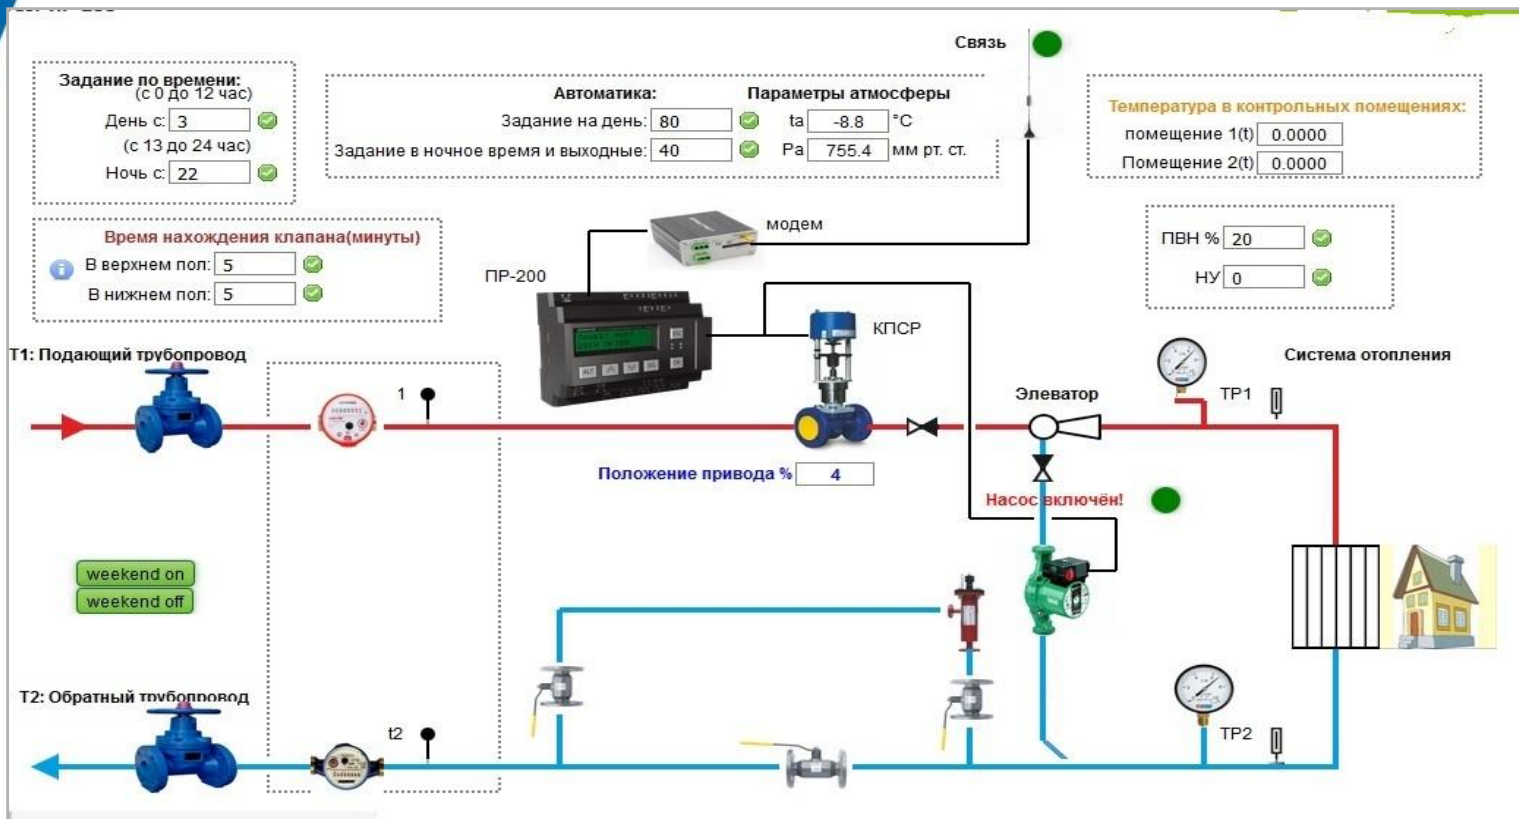 Связь
Задание по времени:
(с 0 до 12 час)
День с: 3
(с 13 до 24 час)
Ночь с: 22
Автоматика:
Задание на день: 80
Задание в ночное время и выходные: 40
Параметры атмосферы
ta -8.8 °C
Pa 755.4 мм рт. ст.
Температура в контрольных помещениях:
помещение 1(t) 0.0000
Помещение 2(t) 0.0000
Время нахождения клапана(минуты)
В верхнем пол: 5
В нижнем пол: 5
модем
ПВН % 20
НУ 0
ПР-200
КПСР
Т1: Подающий трубопровод
Система отопления
1
Элеватор
ТР1
Положение привода % 4
Насос включён!
weekend on
weekend off
Т2: Обратный трубопровод
t2
ТР2